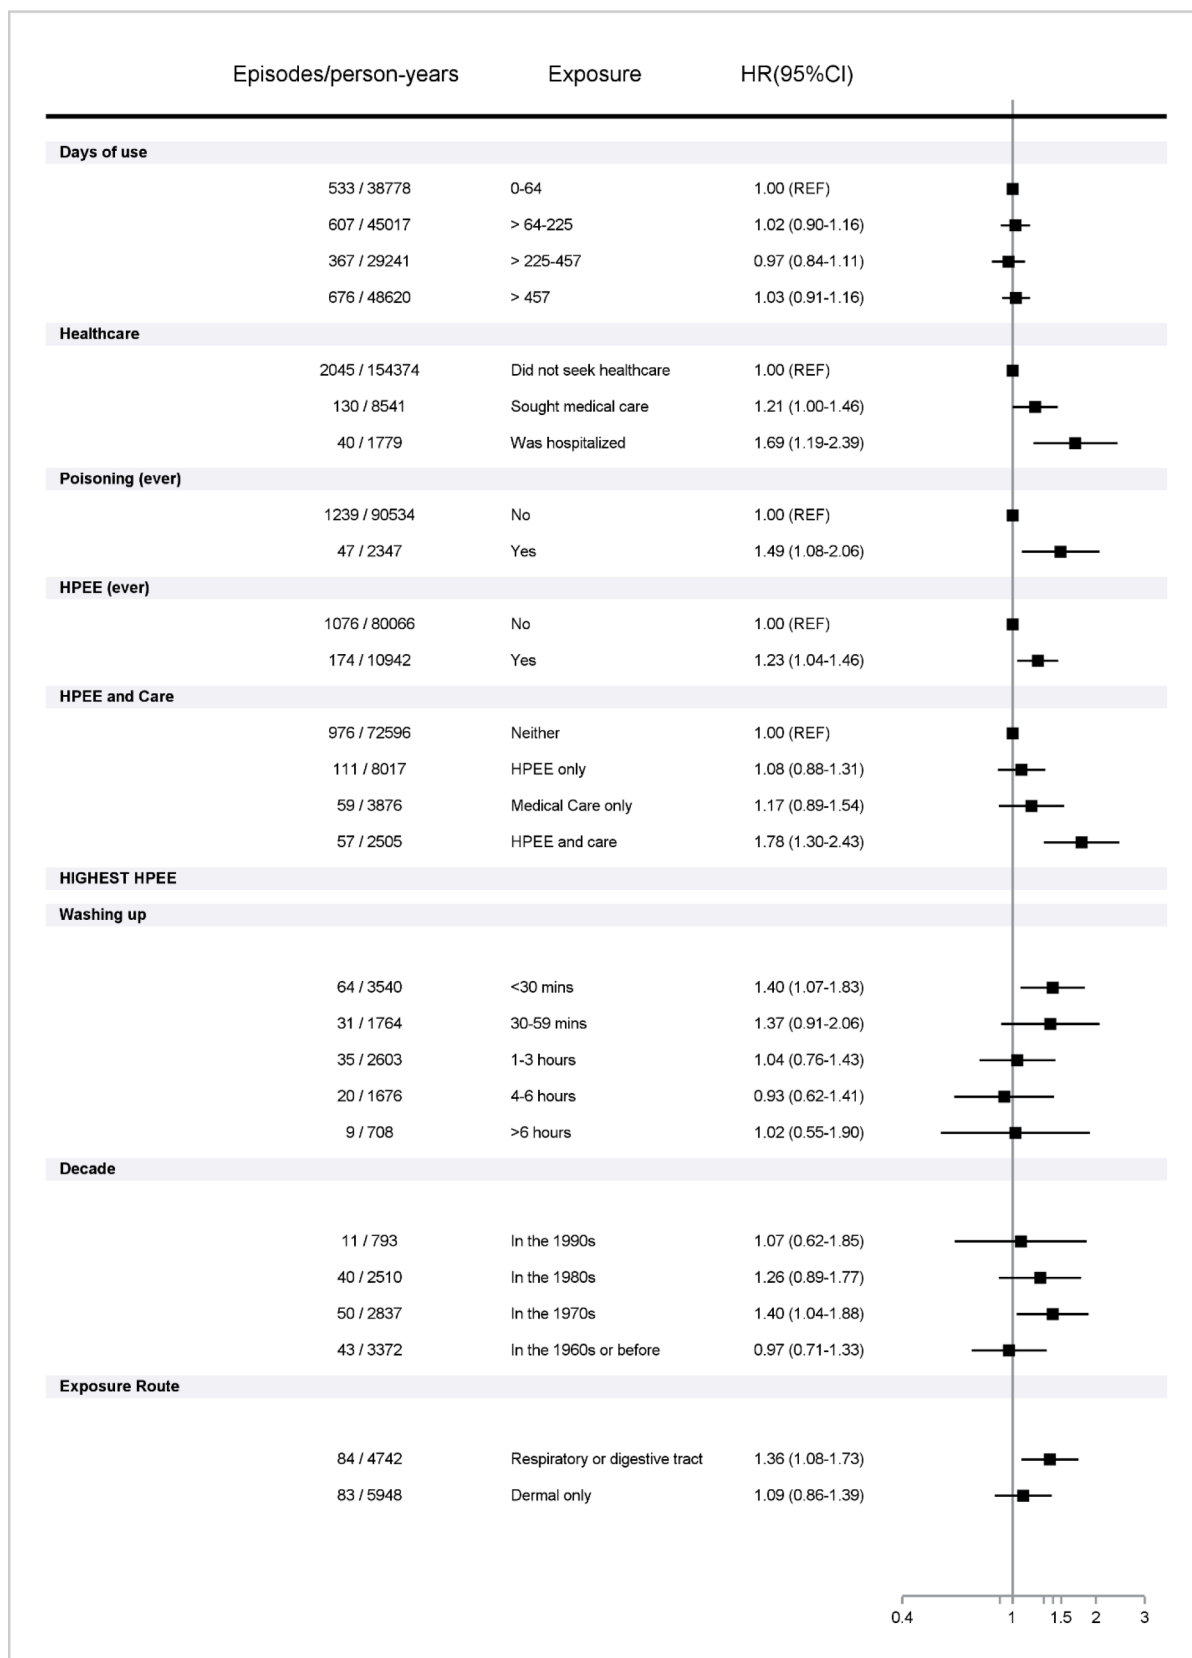 Episodes/person-years Exposure HR(95%CI)
Days of use
533 / 38778 0-64 1.00 (REF)
607 / 45017 > 64-225 1.02 (0.90-1.16)
367 / 29241 > 225-457 0.97 (0.84-1.11)
676 / 48620 > 457 1.03 (0.91-1.16)
Healthcare
2045 / 154374 Did not seek healthcare 1.00 (REF)
130 / 8541 Sought medical care 1.21 (1.00-1.46)
40 / 1779 Was hospitalized 1.69 (1.19-2.39)
Poisoning (ever)
1239 / 90534 No 1.00 (REF)
47 / 2347 Yes 1.49 (1.08-2.06)
HPEE (ever)
1076 / 80066 No 1.00 (REF)
174 / 10942 Yes 1.23 (1.04-1.46)
HPEE and Care
976 / 72596 Neither 1.00 (REF)
111 / 8017 HPEE only 1.08 (0.88-1.31)
59 / 3876 Medical Care only 1.17 (0.89-1.54)
57 / 2505 HPEE and care 1.78 (1.30-2.43)
HIGHEST HPEE
Washing up
64 / 3540 <30 mins 1.40 (1.07-1.83)
31 / 1764 30-59 mins 1.37 (0.91-2.06)
35 / 2603 1-3 hours 1.04 (0.76-1.43)
20 / 1676 4-6 hours 0.93 (0.62-1.41)
9 / 708 >6 hours 1.02 (0.55-1.90)
Decade
11 / 793 In the 1990s 1.07 (0.62-1.85)
40 / 2510 In the 1980s 1.26 (0.89-1.77)
50 / 2837 In the 1970s 1.40 (1.04-1.88)
43 / 3372 In the 1960s or before 0.97 (0.71-1.33)
Exposure Route
84 / 4742 Respiratory or digestive tract 1.36 (1.08-1.73)
83 / 5948 Dermal only 1.09 (0.86-1.39)
0.4 1 1.5 2 3